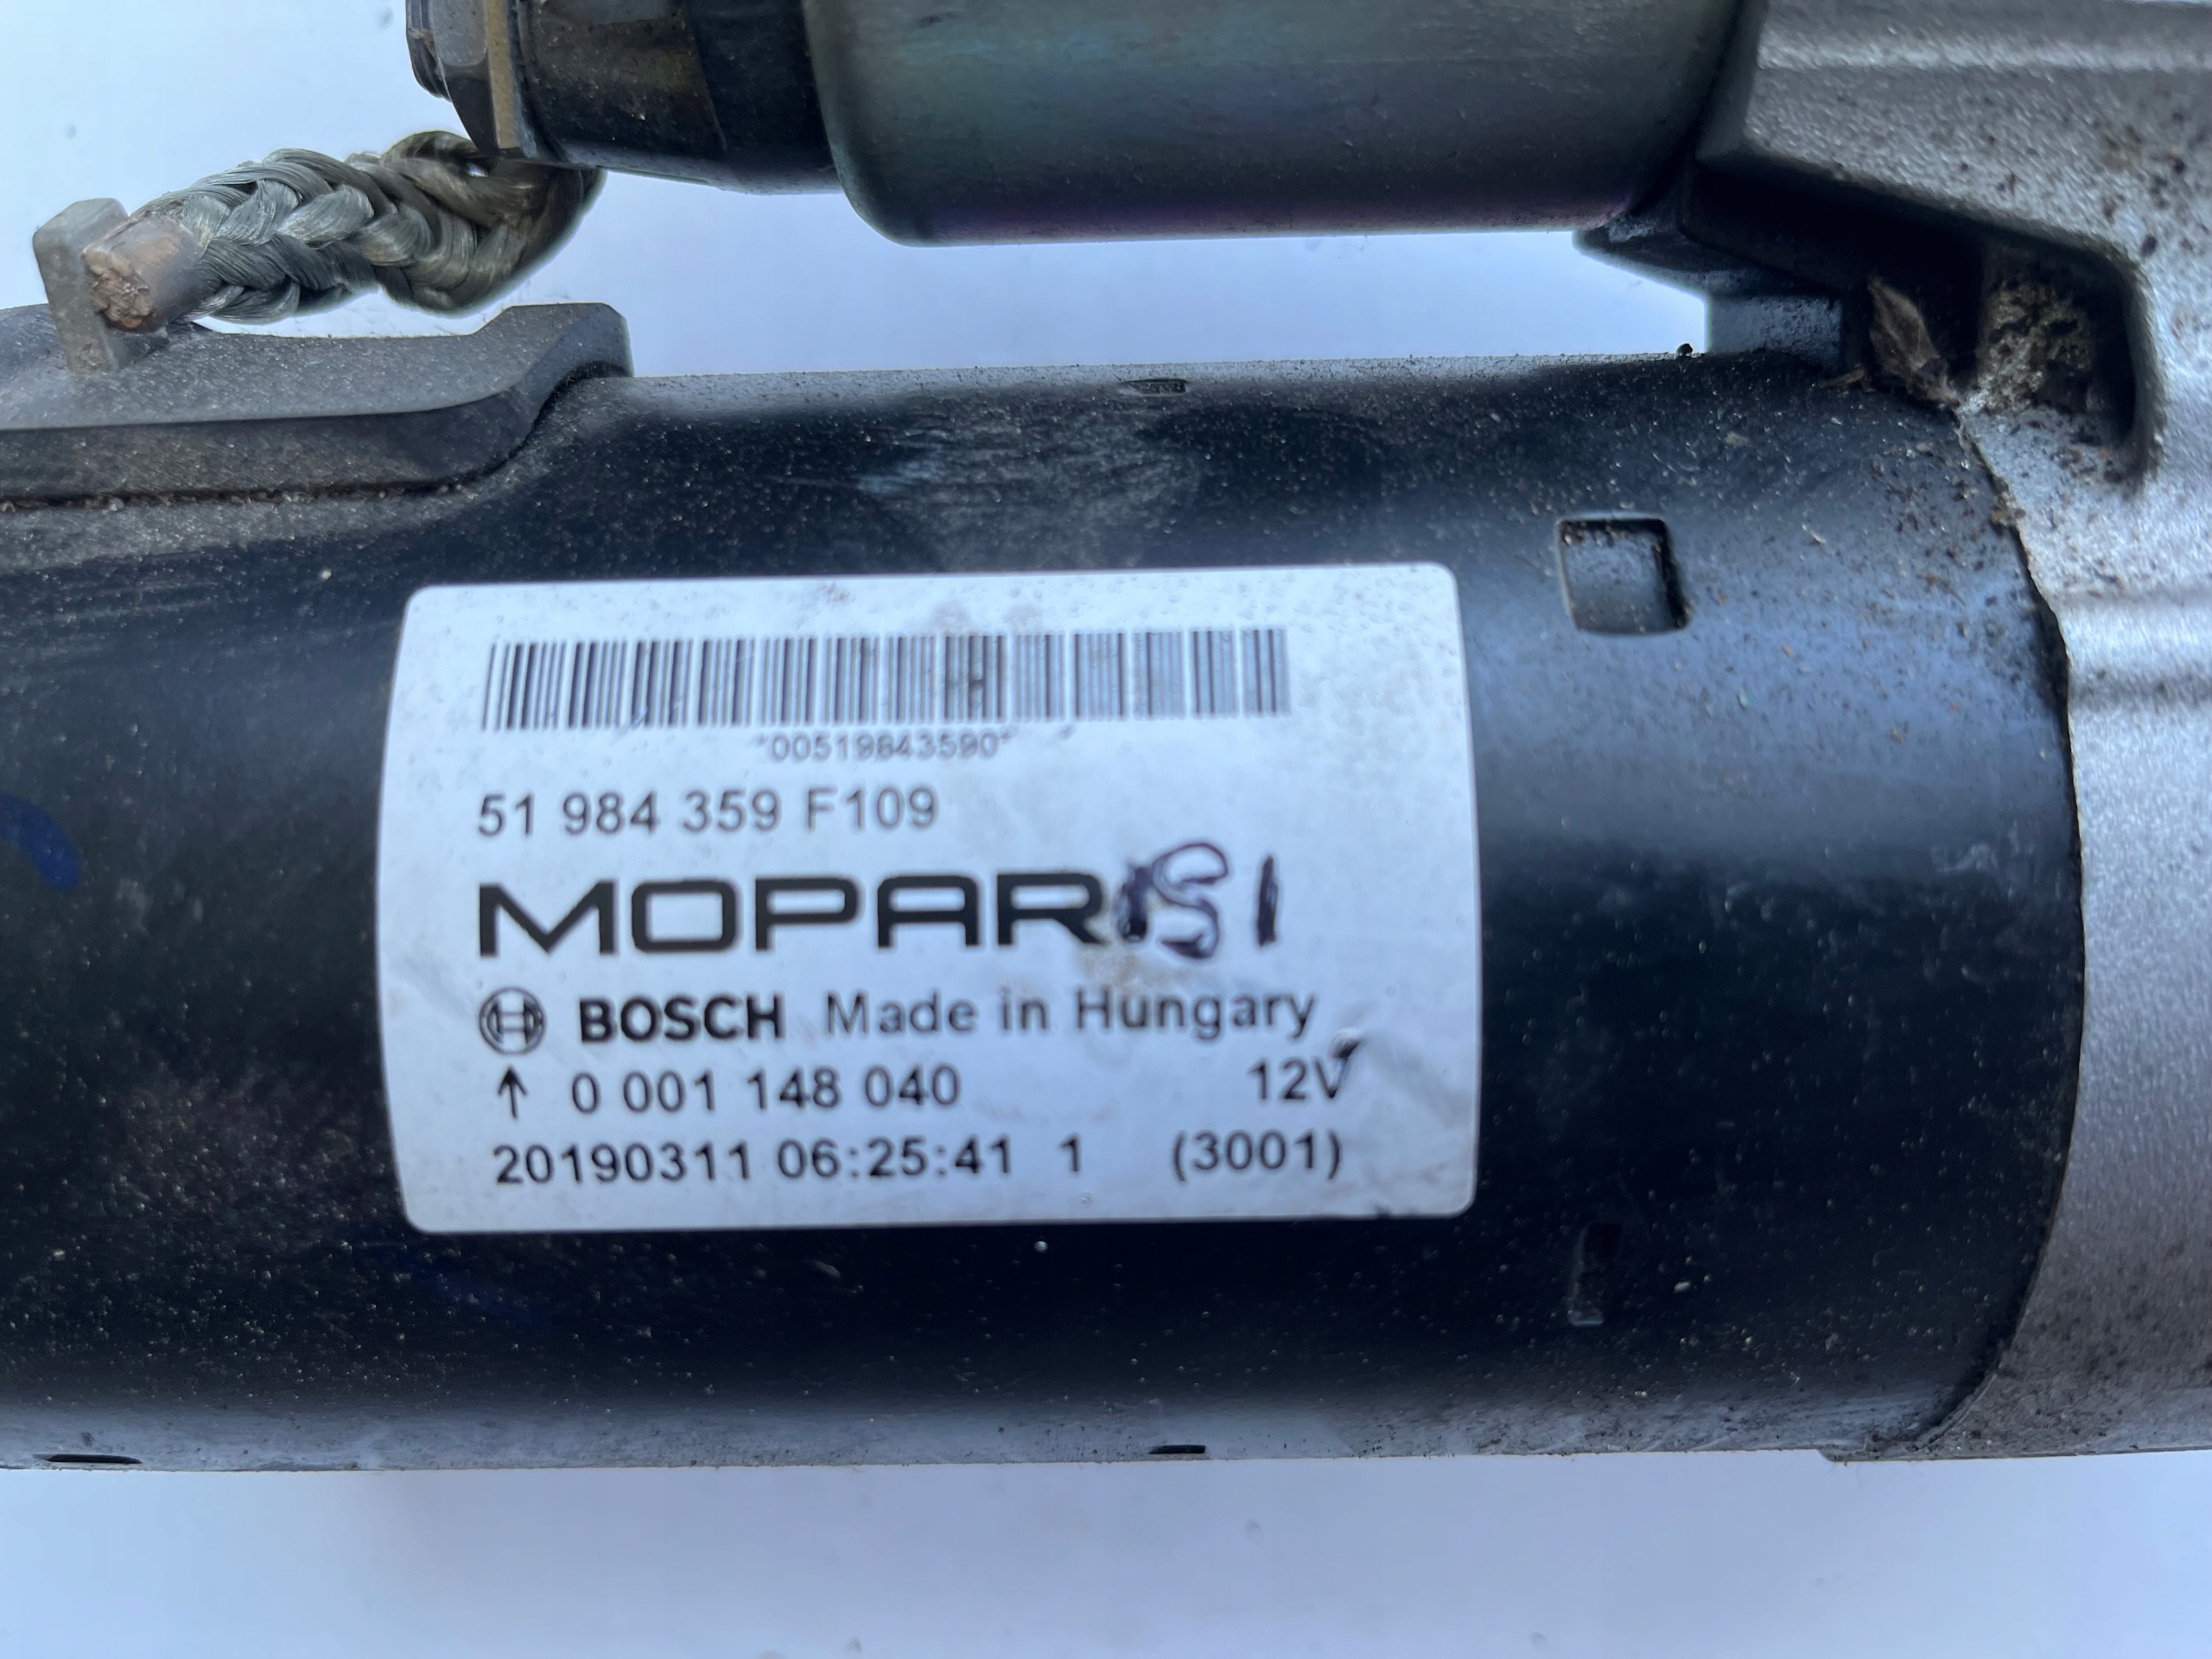 *00519843590*
51 984 359 F109
MOPAR 151
BOSCH Made in Hungary
↑ 0 001 148 040 12V
20190311 06:25:41 1 (3001)